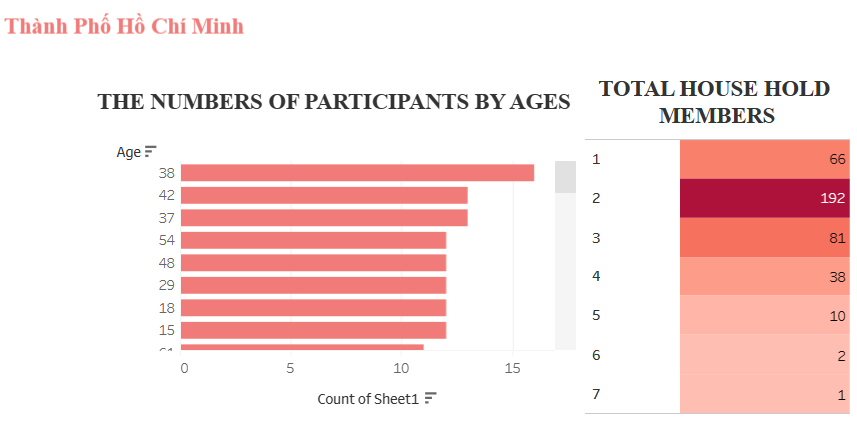 Thành Phố Hồ Chí Minh
THE NUMBERS OF PARTICIPANTS BY AGES
Age
38
42
37
54
48
29
18
15
0 5 10 15
Count of Sheet1
TOTAL HOUSE HOLD
MEMBERS
1 66
2 192
3 81
4 38
5 10
6 2
7 1